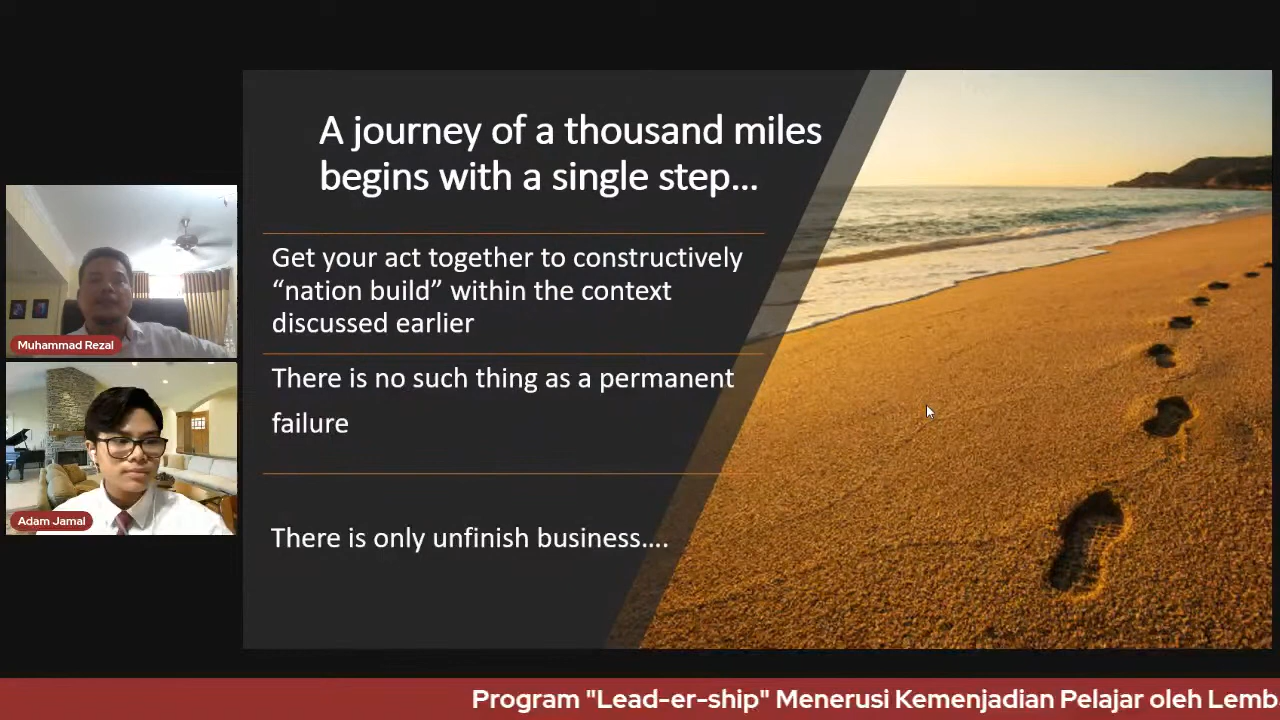 A journey of a thousand miles
begins with a single step...
Get your act together to constructively
“nation build” within the context
discussed earlier
There is no such thing as a permanent
failure
There is only unfinish business....
Muhammad Rezal
Adam Jamal
Program "Lead-er-ship" Menerusi Kemenjadian Pelajar oleh Lemb